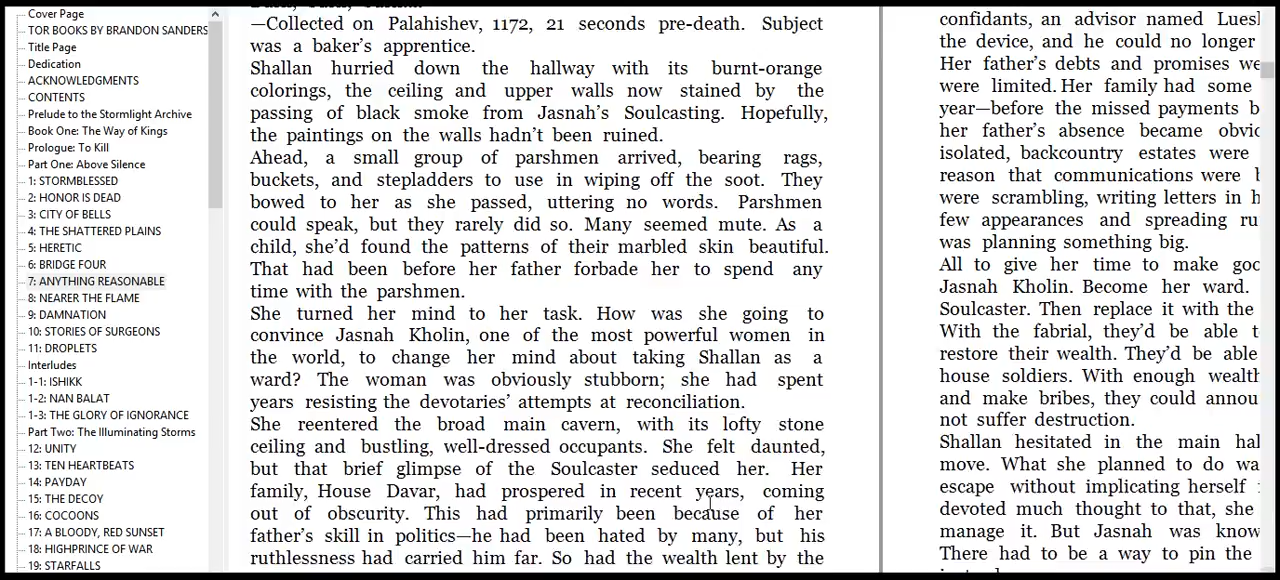 Cover Page
TOR BOOKS BY BRANDON SANDERS
Title Page
Dedication
ACKNOWLEDGMENTS
CONTENTS
Prelude to the Stormlight Archive
Book One: The Way of Kings
Prologue: To Kill
Part One: Above Silence
1: STORMBLESSED
2: HONOR IS DEAD
3: CITY OF BELLS
4: THE SHATTERED PLAINS
5: HERETIC
6: BRIDGE FOUR
7: ANYTHING REASONABLE
8: NEARER THE FLAME
9: DAMNATION
10: STORIES OF SURGEONS
11: DROPLETS
Interludes
1-1: ISHIKK
1-2: NAN BALAT
1-3: THE GLORY OF IGNORANCE
Part Two: The Illuminating Storms
12: UNITY
13: TEN HEARTBEATS
14: PAYDAY
15: THE DECOY
16: COCOONS
17: A BLOODY, RED SUNSET
18: HIGHPRINCE OF WAR
19: STARFALLS
—Collected on Palahishev, 1172, 21 seconds pre-death. Subject
was a baker's apprentice.
Shallan hurried down the hallway with its burnt-orange
colorings, the ceiling and upper walls now stained by the
passing of black smoke from Jasnah's Soulcasting. Hopefully,
the paintings on the walls hadn't been ruined.
Ahead, a small group of parshmen arrived, bearing rags,
buckets, and stepladders to use in wiping off the soot. They
bowed to her as she passed, uttering no words. Parshmen
could speak, but they rarely did so. Many seemed mute. As a
child, she'd found the patterns of their marbled skin beautiful.
That had been before her father forbade her to spend any
time with the parshmen.
She turned her mind to her task. How was she going to
convince Jasnah Kholin, one of the most powerful women in
the world, to change her mind about taking Shallan as a
ward? The woman was obviously stubborn; she had spent
years resisting the devotaries' attempts at reconciliation.
She reentered the broad main cavern, with its lofty stone
ceiling and bustling, well-dressed occupants. She felt daunted,
but that brief glimpse of the Soulcaster seduced her. Her
family, House Davar, had prospered in recent years, coming
out of obscurity. This had primarily been because of her
father's skill in politics—he had been hated by many, but his
ruthlessness had carried him far. So had the wealth lent by the
confidants, an advisor named Luesl
the device, and he could no longer
Her father's debts and promises we
were limited. Her family had some
year—before the missed payments b
her father's absence became obvio
isolated, backcountry estates were
reason that communications were
were scrambling, writing letters in h
few appearances and spreading ru
was planning something big.
All to give her time to make goo
Jasnah Kholin. Become her ward.
Soulcaster. Then replace it with the
With the fabrial, they'd be able t
restore their wealth. They'd be able
house soldiers. With enough wealth
and make bribes, they could annou
not suffer destruction.
Shallan hesitated in the main hal
move. What she planned to do wa
escape without implicating herself
devoted much thought to that, she
manage it. But Jasnah was know
There had to be a way to pin the